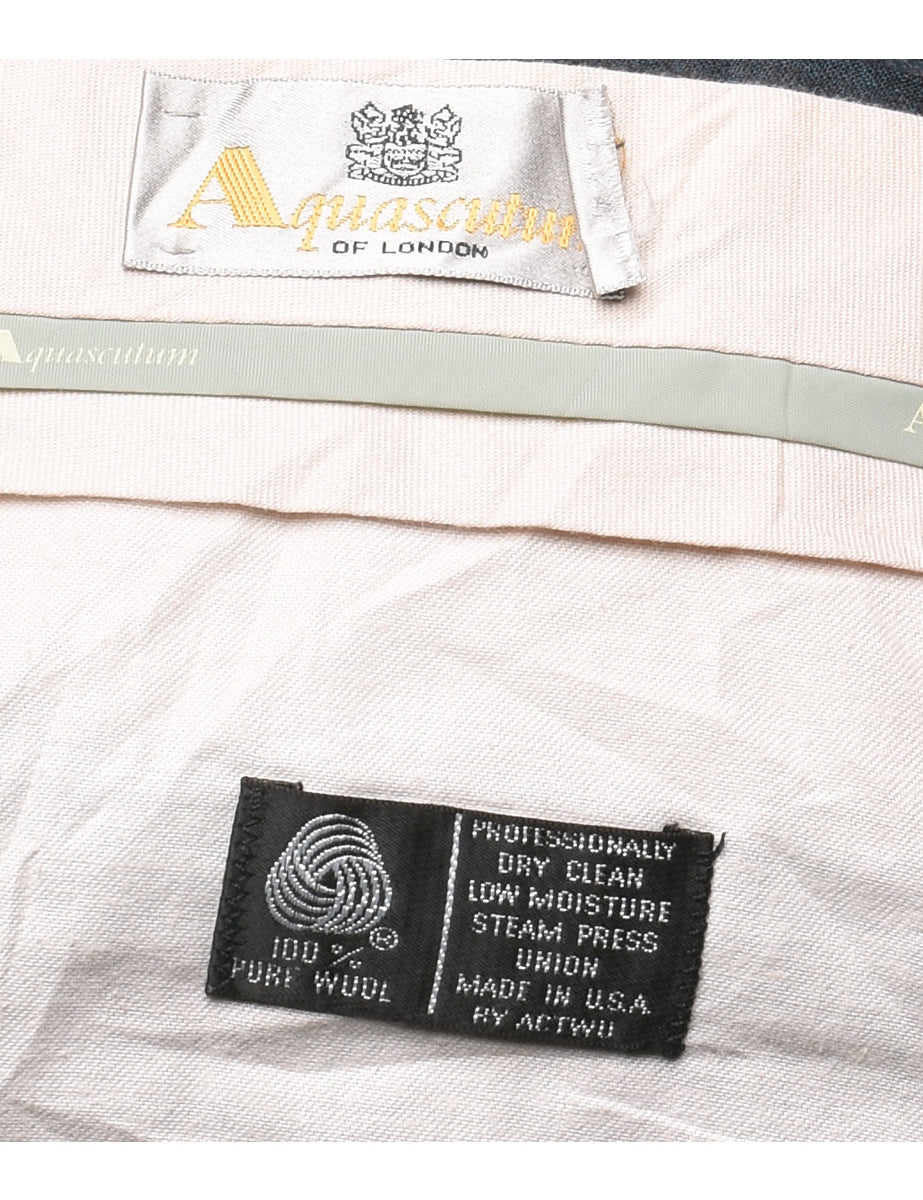 Aquascutum
OF LONDON
Aquascutum
A
100%
PURE WOOL
®
PROFESSIONALLY
DRY CLEAN
LOW MOISTURE
STEAM PRESS
UNION
MADE IN U.S.A.
BY ACTWU